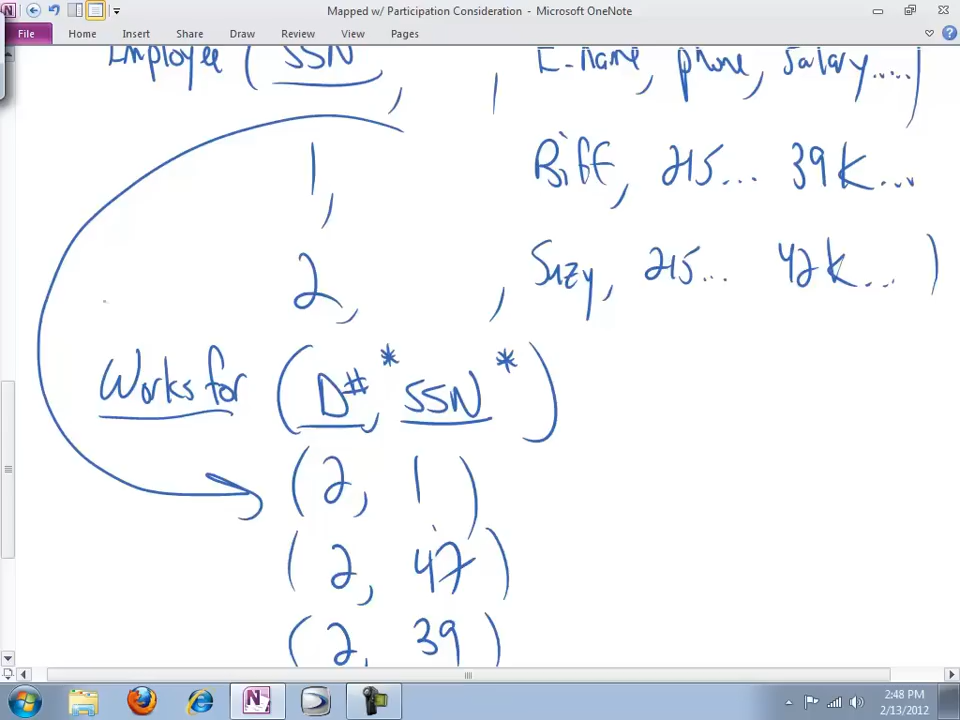 Mapped w/ Participation Consideration - Microsoft OneNote
File Home Insert Share Draw Review View Pages
Employee ( SSN , , E-name, phone, salary.....)
1, Biff, 215... 39K...
2, , Suzy, 215... 42K... )
Works for ( D#*, SSN * )
(2, 1 )
(2, 47 )
(2, 39 )
2:48 PM
2/13/2012